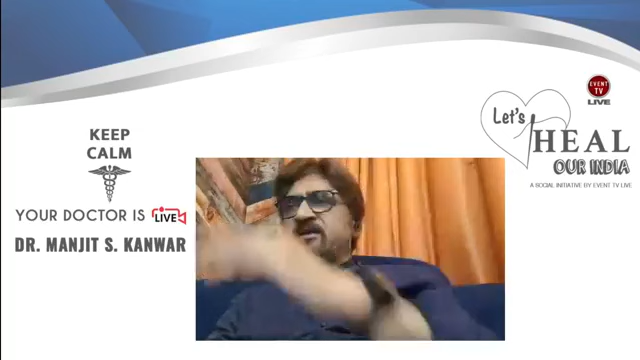 EVENT
TV
LIVE
Let's
HEAL
OUR INDIA
A SOCIAL INITIATIVE BY EVENT TV LIVE
KEEP
CALM
YOUR DOCTOR IS LIVE
DR. MANJIT S. KANWAR